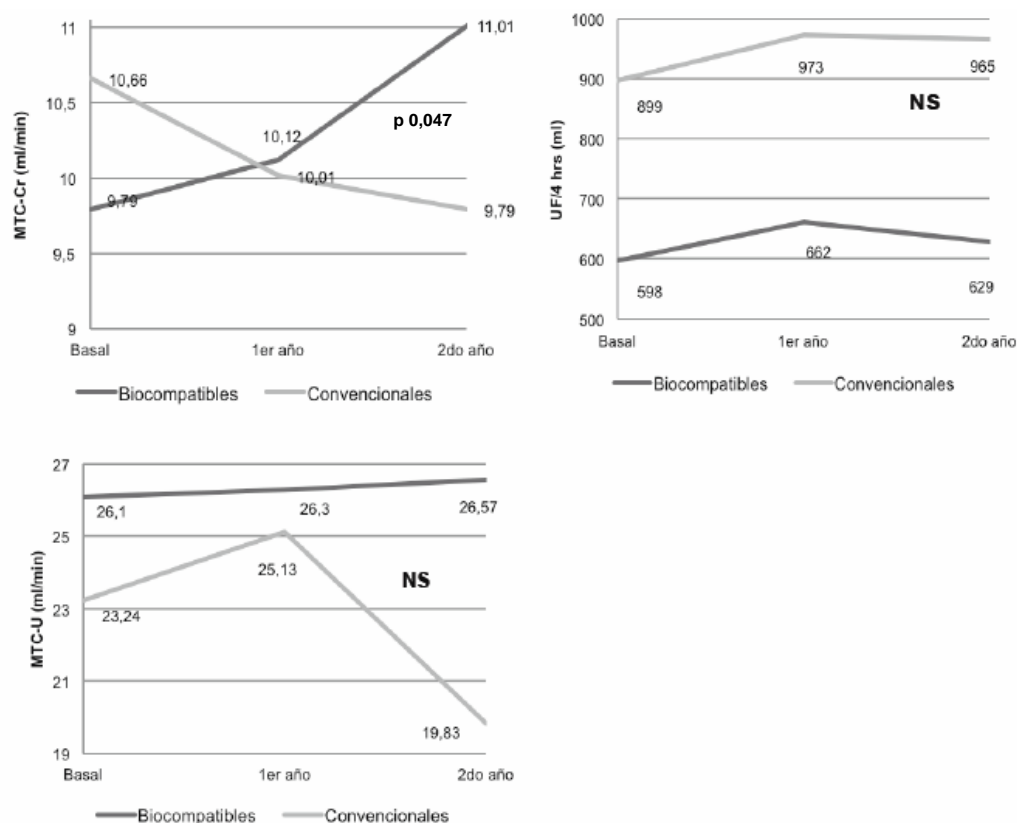 11
11,01
10,66
10,5
p 0,047
10,12
MTC-Cr (ml/min)
10
10,01
9,79
9,79
9,5
9
Basal 1er año 2do año
Biocompatibles Convencionales
1000
973
965
900
899
NS
800
UF/4 hrs (ml)
700
662
600
598
629
500
Basal 1er año 2do año
Biocompatibles Convencionales
27
26,1 26,3 26,57
25
25,13
NS
MTC-U (ml/min)
23
23,24
21
19,83
19
Basal 1er año 2do año
Biocompatibles Convencionales